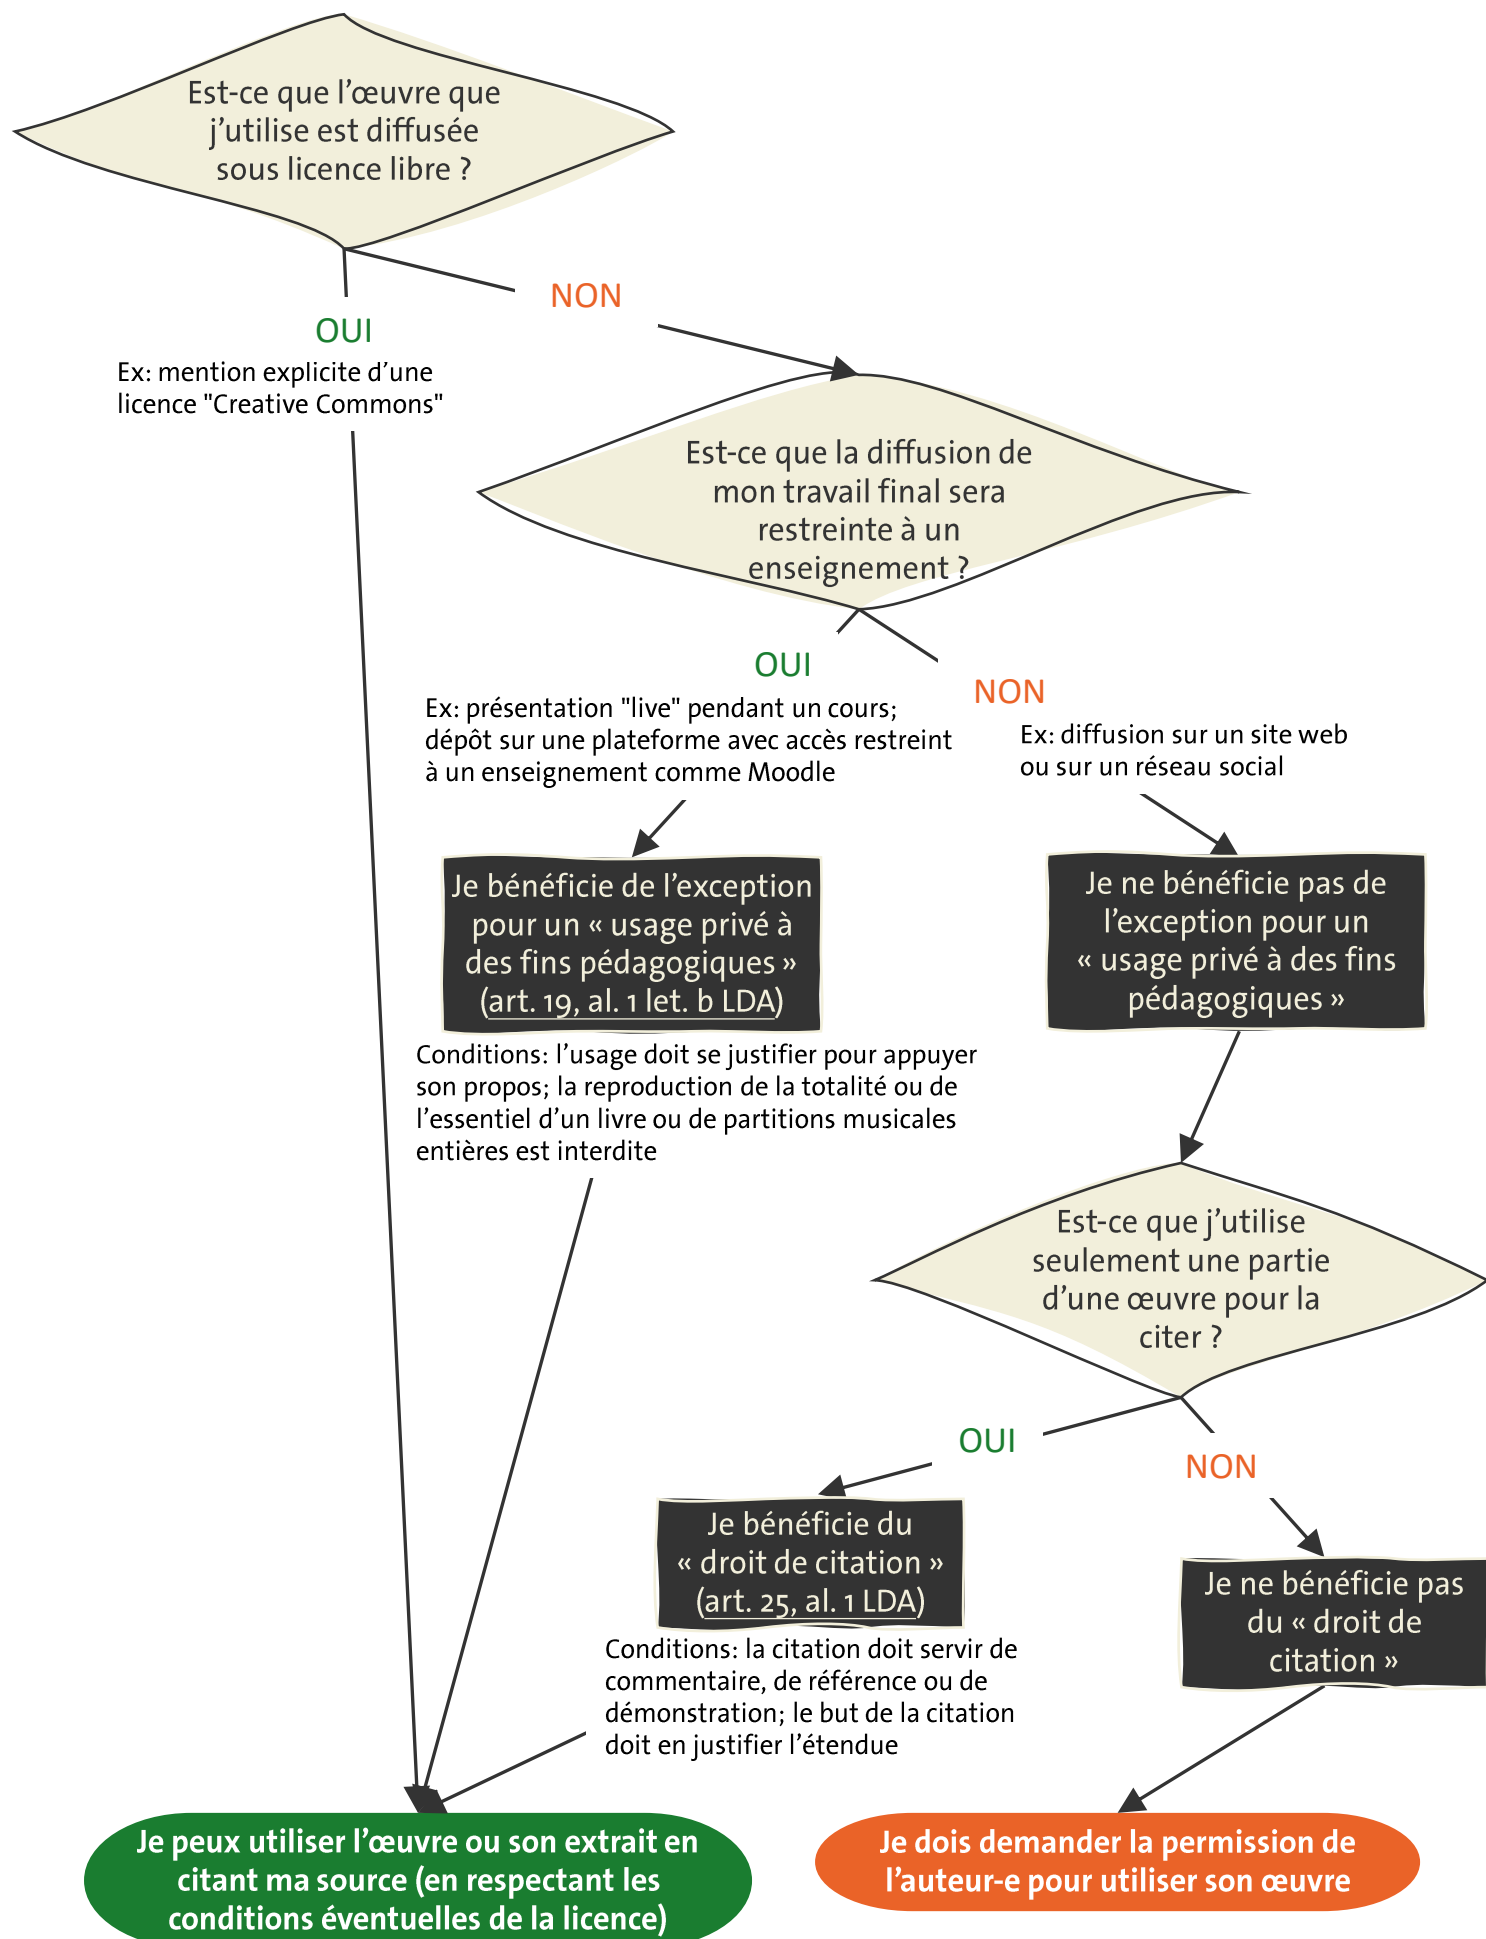 Est-ce que l’œuvre que
j’utilise est diffusée
sous licence libre ?
NON
OUI
Ex: mention explicite d’une
licence "Creative Commons"
Est-ce que la diffusion de
mon travail final sera
restreinte à un
enseignement ?
OUI
Ex: présentation "live" pendant un cours;
dépôt sur une plateforme avec accès restreint
à un enseignement comme Moodle
NON
Ex: diffusion sur un site web
ou sur un réseau social
Je bénéficie de l’exception
pour un « usage privé à
des fins pédagogiques »
(art. 19, al. 1 let. b LDA)
Conditions: l’usage doit se justifier pour appuyer
son propos; la reproduction de la totalité ou de
l’essentiel d’un livre ou de partitions musicales
entières est interdite
Je ne bénéficie pas de
l’exception pour un
« usage privé à des fins
pédagogiques »
Est-ce que j’utilise
seulement une partie
d’une œuvre pour la
citer ?
OUI
NON
Je bénéficie du
« droit de citation »
(art. 25, al. 1 LDA)
Conditions: la citation doit servir de
commentaire, de référence ou de
démonstration; le but de la citation
doit en justifier l’étendue
Je ne bénéficie pas
du « droit de
citation »
Je peux utiliser l’œuvre ou son extrait en
citant ma source (en respectant les
conditions éventuelles de la licence)
Je dois demander la permission de
l’auteur-e pour utiliser son œuvre